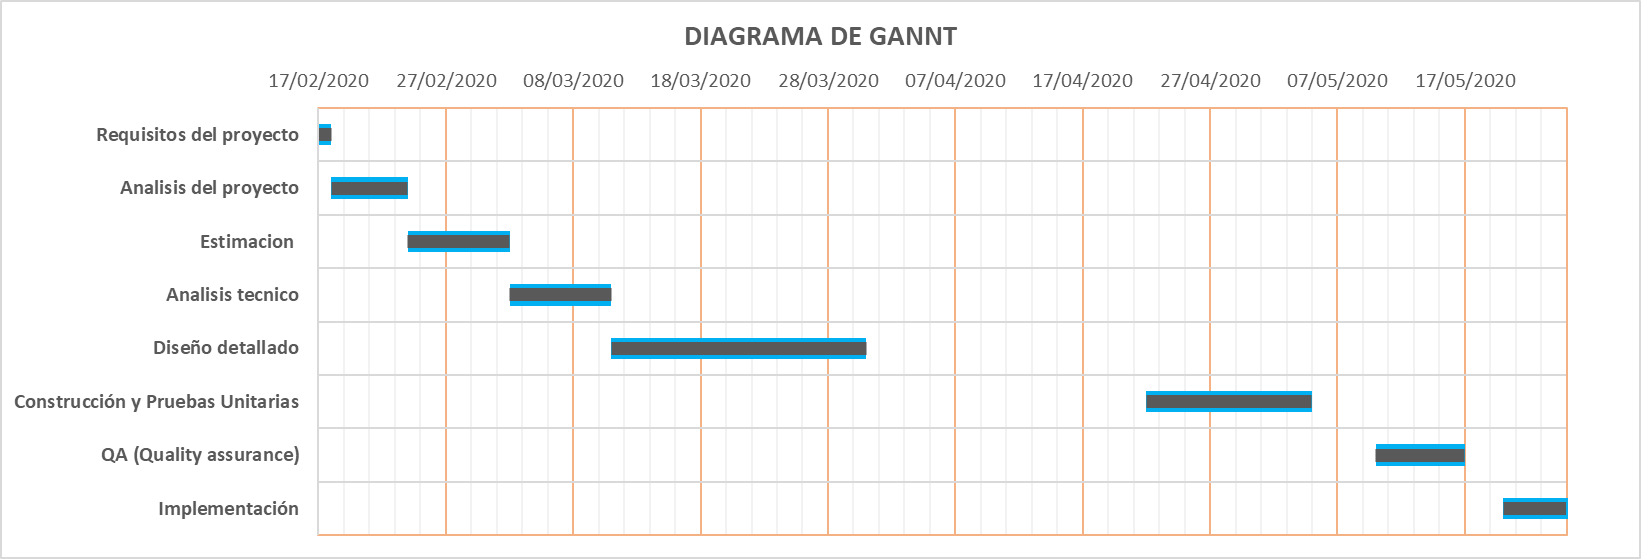 DIAGRAMA DE GANNT
17/02/2020 27/02/2020 08/03/2020 18/03/2020 28/03/2020 07/04/2020 17/04/2020 27/04/2020 07/05/2020 17/05/2020
Requisitos del proyecto
Analisis del proyecto
Estimacion
Analisis tecnico
Diseño detallado
Construcción y Pruebas Unitarias
QA (Quality assurance)
Implementación